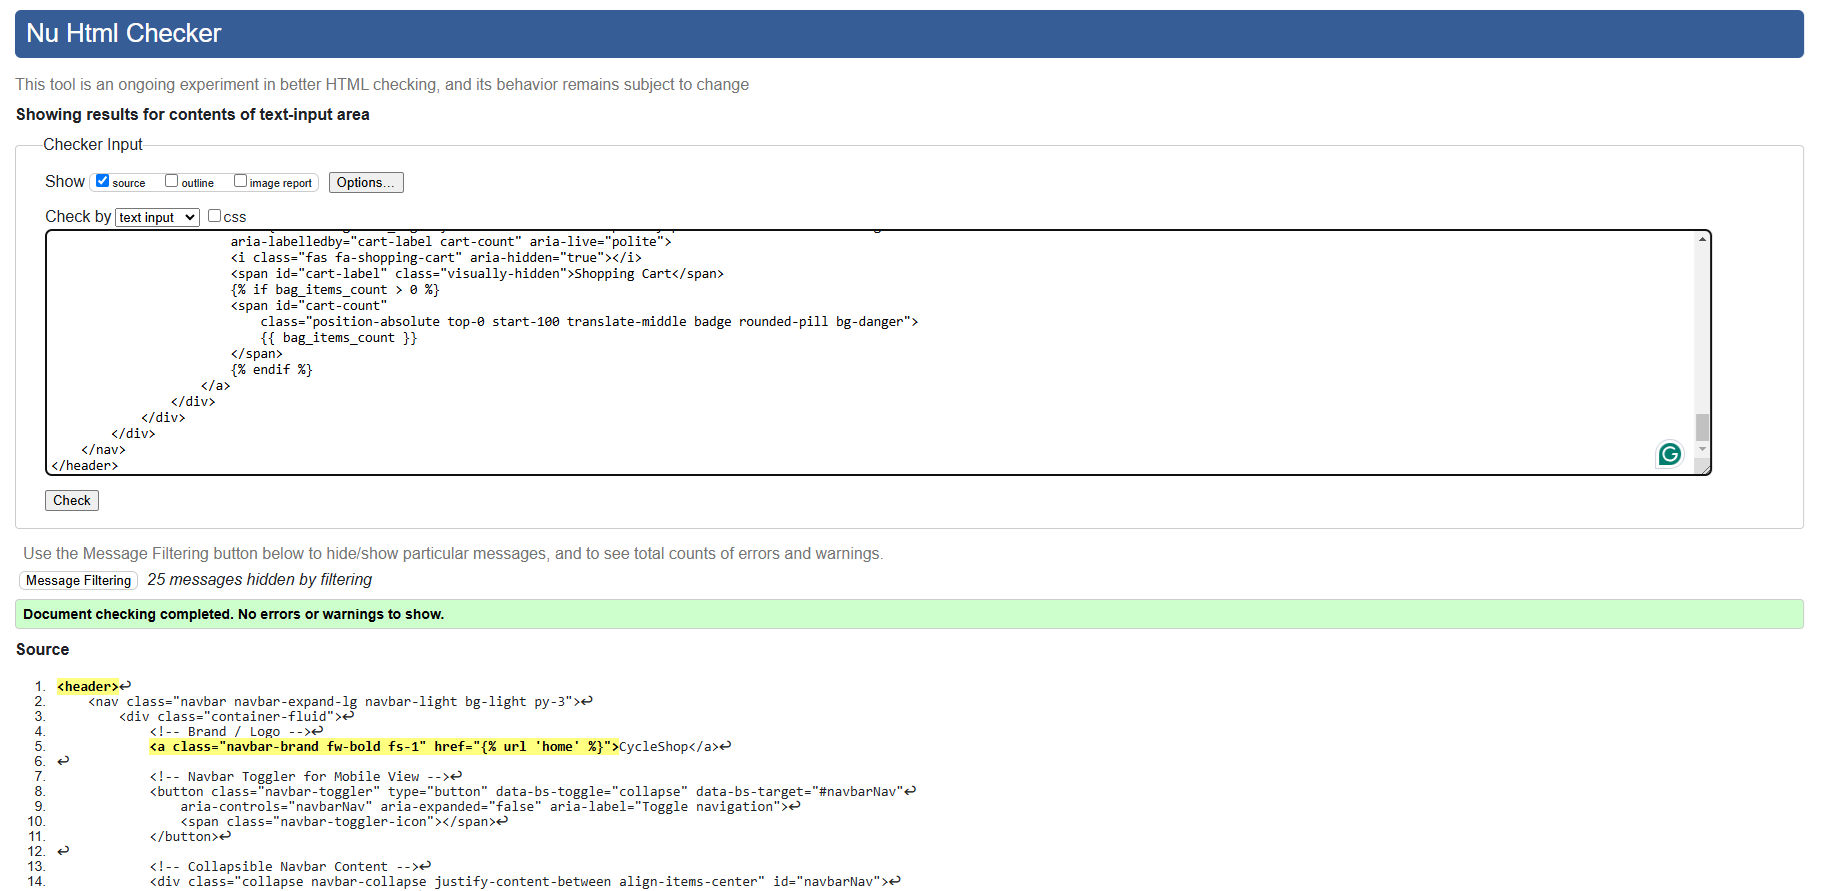 Nu Html Checker
This tool is an ongoing experiment in better HTML checking, and its behavior remains subject to change
Showing results for contents of text-input area
Checker Input
Show source outline image report Options...
Check by text input css
aria-labelledby="cart-label cart-count" aria-live="polite">
<i class="fas fa-shopping-cart" aria-hidden="true"></i>
<span id="cart-label" class="visually-hidden">Shopping Cart</span>
{% if bag_items_count > 0 %}
<span id="cart-count"
class="position-absolute top-0 start-100 translate-middle badge rounded-pill bg-danger">
{{ bag_items_count }}
</span>
{% endif %}
</a>
</div>
</div>
</div>
</nav>
</header>
Check
Use the Message Filtering button below to hide/show particular messages, and to see total counts of errors and warnings.
Message Filtering 25 messages hidden by filtering
Document checking completed. No errors or warnings to show.
Source
1. <header>↩
2. <nav class="navbar navbar-expand-lg navbar-light bg-light py-3">↩
3. <div class="container-fluid">↩
4. <!-- Brand / Logo -->↩
5. <a class="navbar-brand fw-bold fs-1" href="{% url 'home' %}">CycleShop</a>↩
6. ↩
7. <!-- Navbar Toggler for Mobile View -->↩
8. <button class="navbar-toggler" type="button" data-bs-toggle="collapse" data-bs-target="#navbarNav"↩
9. aria-controls="navbarNav" aria-expanded="false" aria-label="Toggle navigation">↩
10. <span class="navbar-toggler-icon"></span>↩
11. </button>↩
12. ↩
13. <!-- Collapsible Navbar Content -->↩
14. <div class="collapse navbar-collapse justify-content-between align-items-center" id="navbarNav">↩